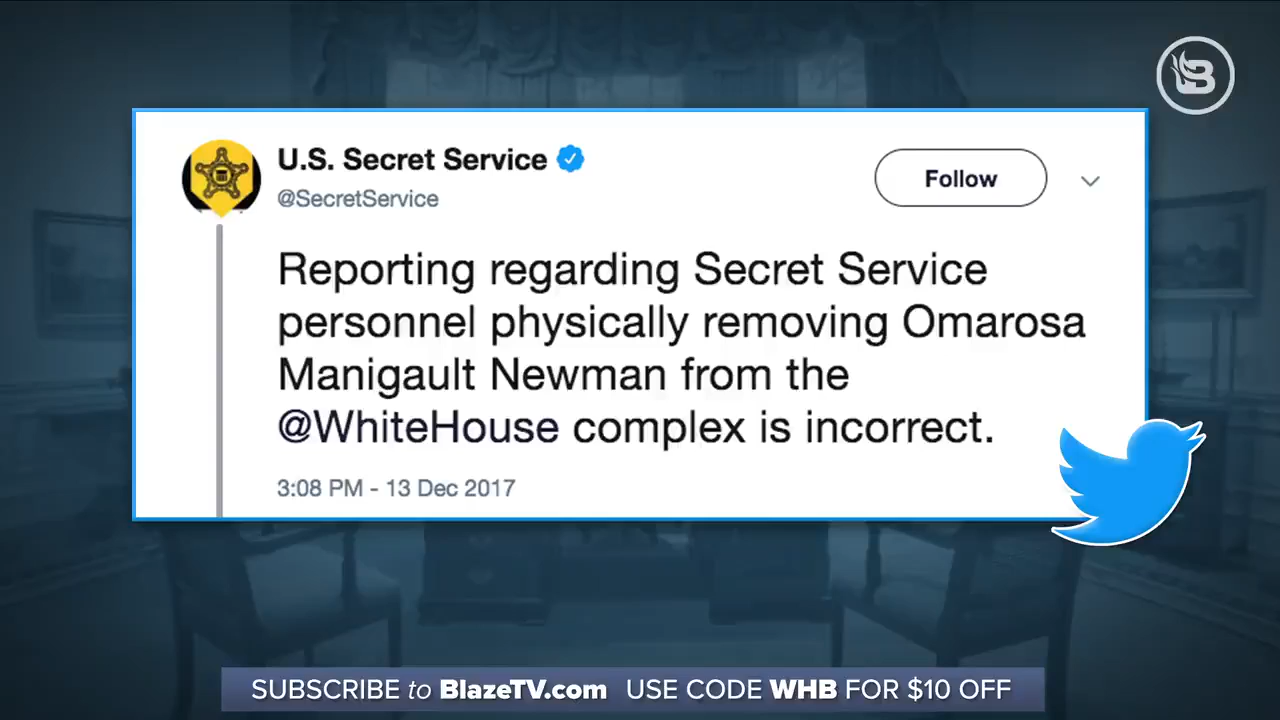 U.S. Secret Service
@SecretService
Follow
Reporting regarding Secret Service
personnel physically removing Omarosa
Manigault Newman from the
@WhiteHouse complex is incorrect.
3:08 PM - 13 Dec 2017
SUBSCRIBE to BlazeTV.com USE CODE WHB FOR $10 OFF